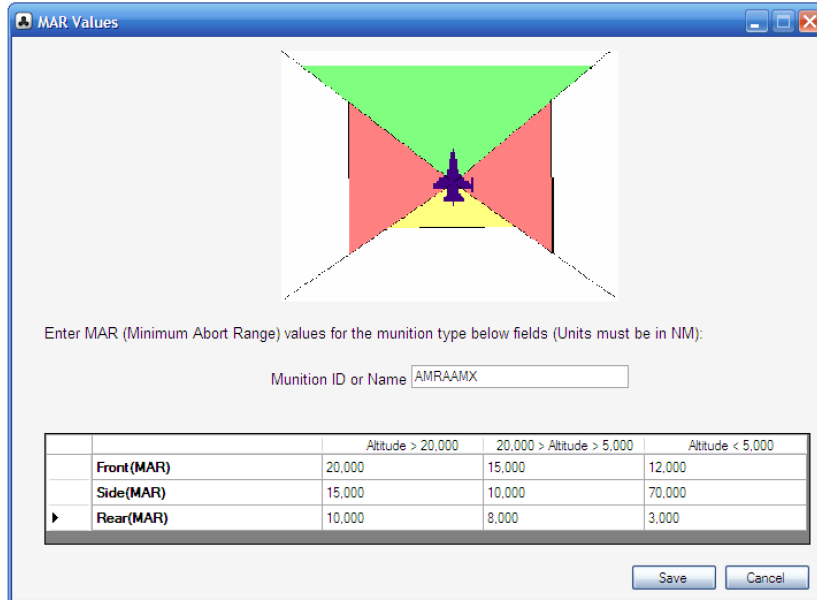 MAR Values
Enter MAR (Minimum Abort Range) values for the munition type below fields (Units must be in NM):
Munition ID or Name AMRAAMX
Altitude > 20,000 20,000 > Altitude > 5,000 Altitude < 5,000
Front(MAR) 20,000 15,000 12,000
Side(MAR) 15,000 10,000 70,000
Rear(MAR) 10,000 8,000 3,000
Save Cancel